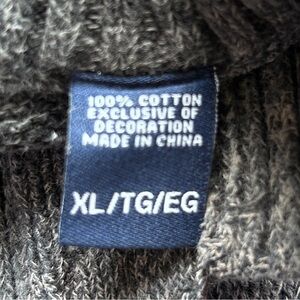 100% COTTON
EXCLUSIVE OF
DECORATION
MADE IN CHINA
XL/TG/EG